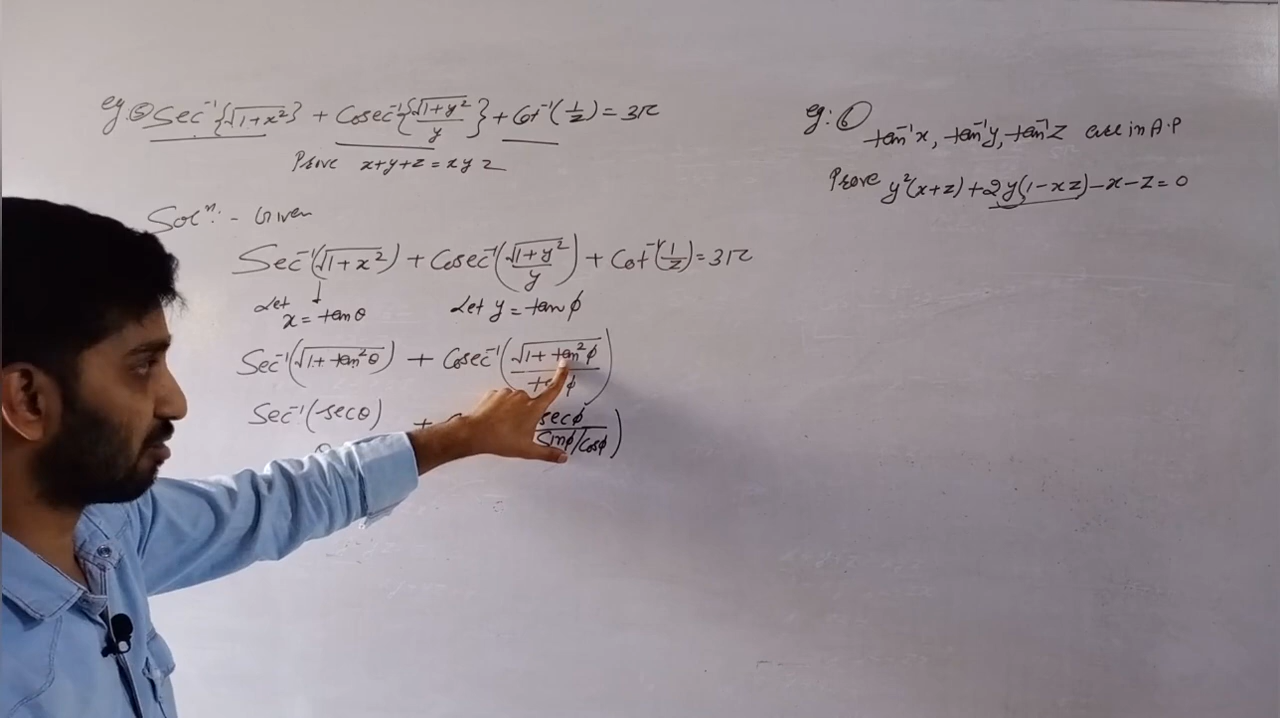 eg: ⑤ Sec⁻¹{√1+x²} + Cosec⁻¹{√1+y²/y} + Cot⁻¹(1/z) = 3π
Prove x+y+z = xyz
Solⁿ: - Given
Sec⁻¹(√1+x²) + Cosec⁻¹(√1+y²/y) + Cot⁻¹(1/z) = 3π
Let x = tanθ Let y = tanϕ
Sec⁻¹(√1+tan²θ) + Cosec⁻¹(√1+tan²ϕ/tanϕ)
Sec⁻¹(secθ) + secϕ/Sinϕ/Cosϕ)
eg: ⑥ tan⁻¹x, tan⁻¹y, tan⁻¹z are in A.P
Prove y²(x+z) + 2y(1-xz) - x - z = 0